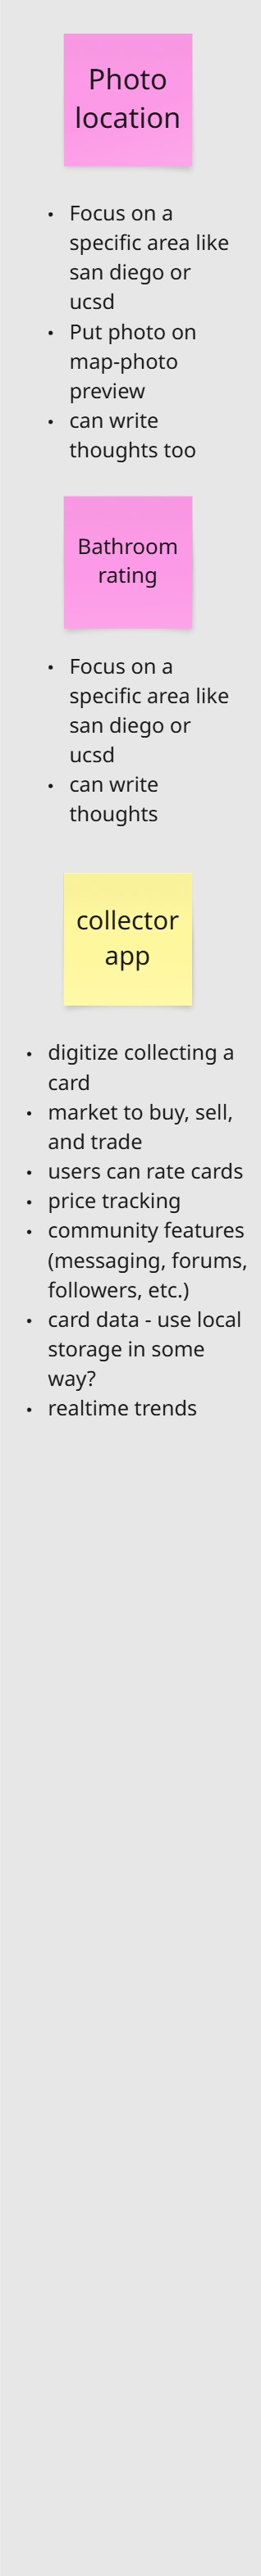 Photo
location
• Focus on a
specific area like
san diego or
ucsd
• Put photo on
map-photo
preview
• can write
thoughts too
Bathroom
rating
• Focus on a
specific area like
san diego or
ucsd
• can write
thoughts
collector
app
• digitize collecting a
card
• market to buy, sell,
and trade
• users can rate cards
• price tracking
• community features
(messaging, forums,
followers, etc.)
• card data - use local
storage in some
way?
• realtime trends